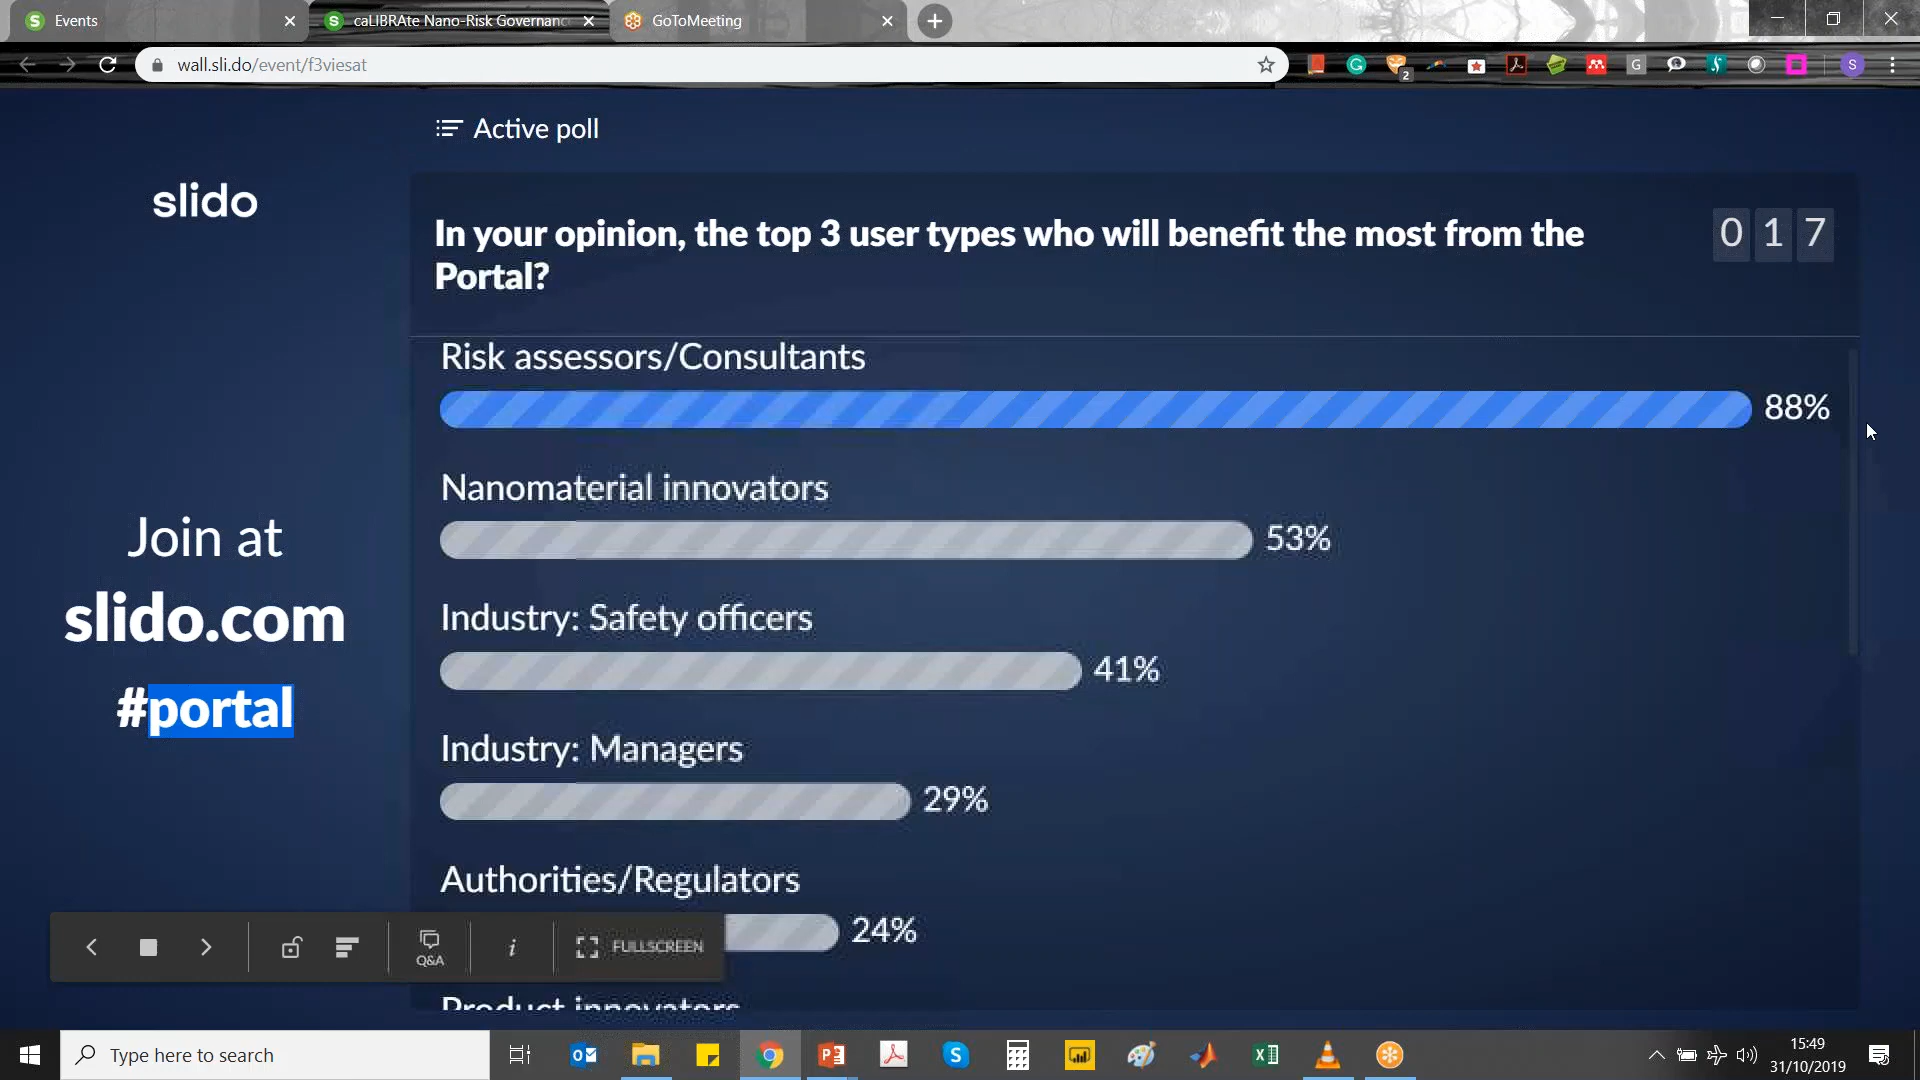 Events
caLIBRAte Nano-Risk Governanc
GoToMeeting
wall.sli.do/event/f3viesat
2
S
Active poll
slido
In your opinion, the top 3 user types who will benefit the most from the
Portal?
0 1 7
Risk assessors/Consultants
88%
Nanomaterial innovators
53%
Join at
slido.com
#portal
Industry: Safety officers
41%
Industry: Managers
29%
Authorities/Regulators
24%
Q&A
i
FULLSCREEN
Product innovators
Type here to search
15:49
31/10/2019